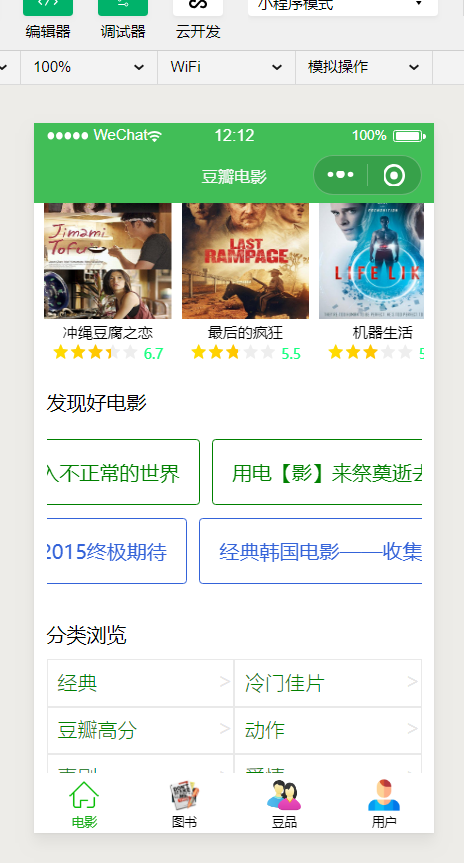 小程序模式
编辑器 调试器 云开发
100% WiFi 模拟操作
WeChat 12:12 100%
豆瓣电影
Jimami Tofu
LAST RAMPAGE
LIFE LIK
冲绳豆腐之恋 最后的疯狂 机器生活
6.7 5.5
发现好电影
入不正常的世界 用电【影】来祭奠逝
2015终极期待 经典韩国电影——收集
分类浏览
经典 > 冷门佳片 >
豆瓣高分 > 动作 >
喜剧 爱情
电影 图书 豆品 用户